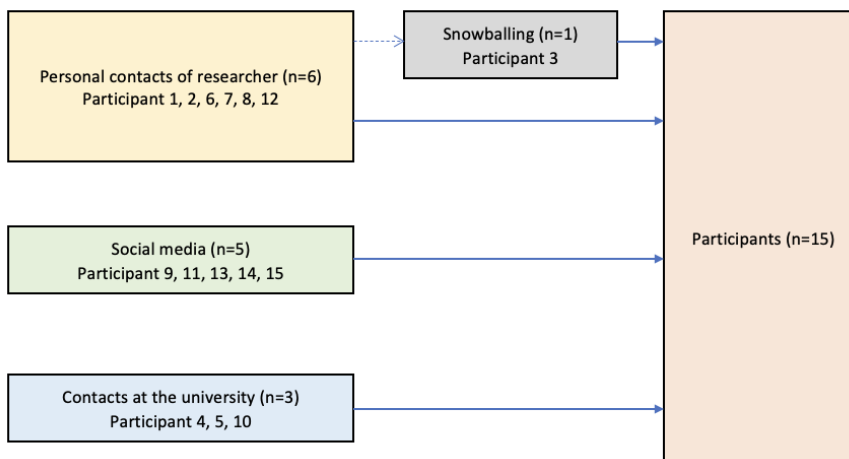 Snowballing (n=1)
Participant 3
Personal contacts of researcher (n=6)
Participant 1, 2, 6, 7, 8, 12
Social media (n=5)
Participant 9, 11, 13, 14, 15
Participants (n=15)
Contacts at the university (n=3)
Participant 4, 5, 10